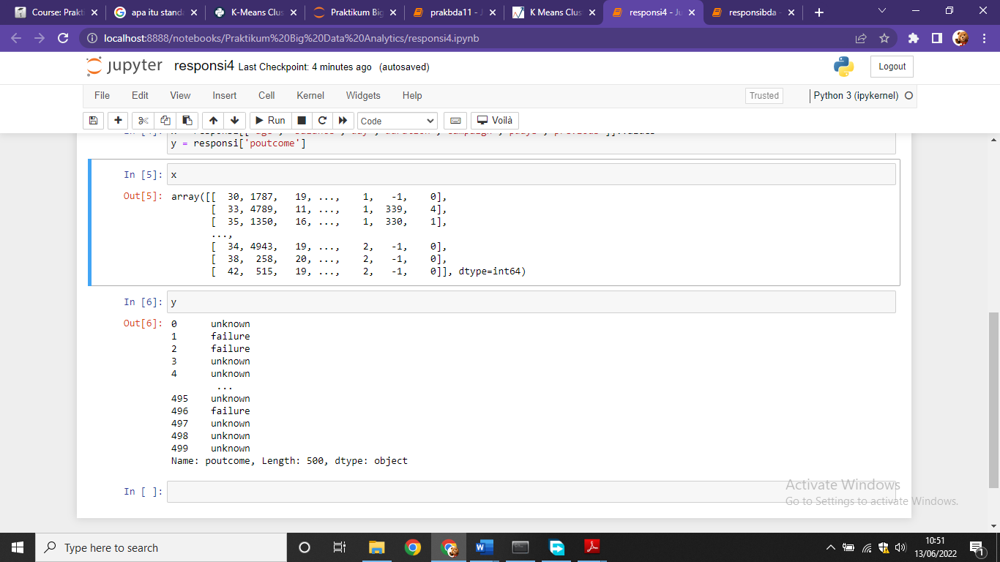 Course: Prakti
apa itu standa
K-Means Clus
Praktikum Big
prakbda11 - J
K Means Clus
responsi4 - Ju
responsibda
localhost:8888/notebooks/Praktikum%20Big%20Data%20Analytics/responsi4.ipynb
jupyter responsi4 Last Checkpoint: 4 minutes ago (autosaved)
Logout
File Edit View Insert Cell Kernel Widgets Help
Trusted
Python 3 (ipykernel)
Run
Code
Voilà
y = responsi['poutcome']
In [5]: x
Out[5]: array([[ 30, 1787, 19, ..., 1, -1, 0],
[ 33, 4789, 11, ..., 1, 339, 4],
[ 35, 1350, 16, ..., 1, 330, 1],
...,
[ 34, 4943, 19, ..., 2, -1, 0],
[ 38, 258, 20, ..., 2, -1, 0],
[ 42, 515, 19, ..., 2, -1, 0]], dtype=int64)
In [6]: y
Out[6]: 0 unknown
1 failure
2 failure
3 unknown
4 unknown
...
495 unknown
496 failure
497 unknown
498 unknown
499 unknown
Name: poutcome, Length: 500, dtype: object
In [ ]:
Activate Windows
Go to Settings to activate Windows.
Type here to search
10:51
13/06/2022
1